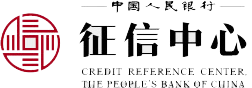 中国人民银行
征信中心
CREDIT REFERENCE CENTER,
THE PEOPLE'S BANK OF CHINA